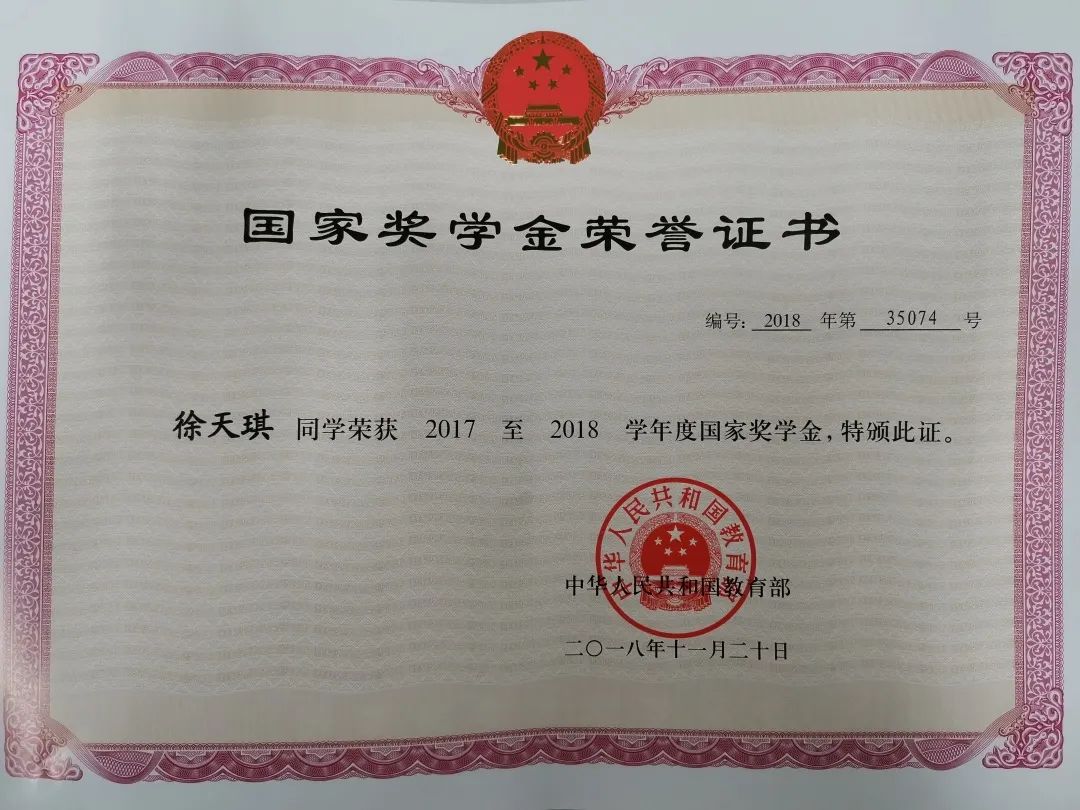 国家奖学金荣誉证书
编号: 2018 年第 35074 号
徐天琪 同学荣获 2017 至 2018 学年度国家奖学金,特颁此证。
中华人民共和国教育部
中华人民共和国教育部
二〇一八年十一月二十日